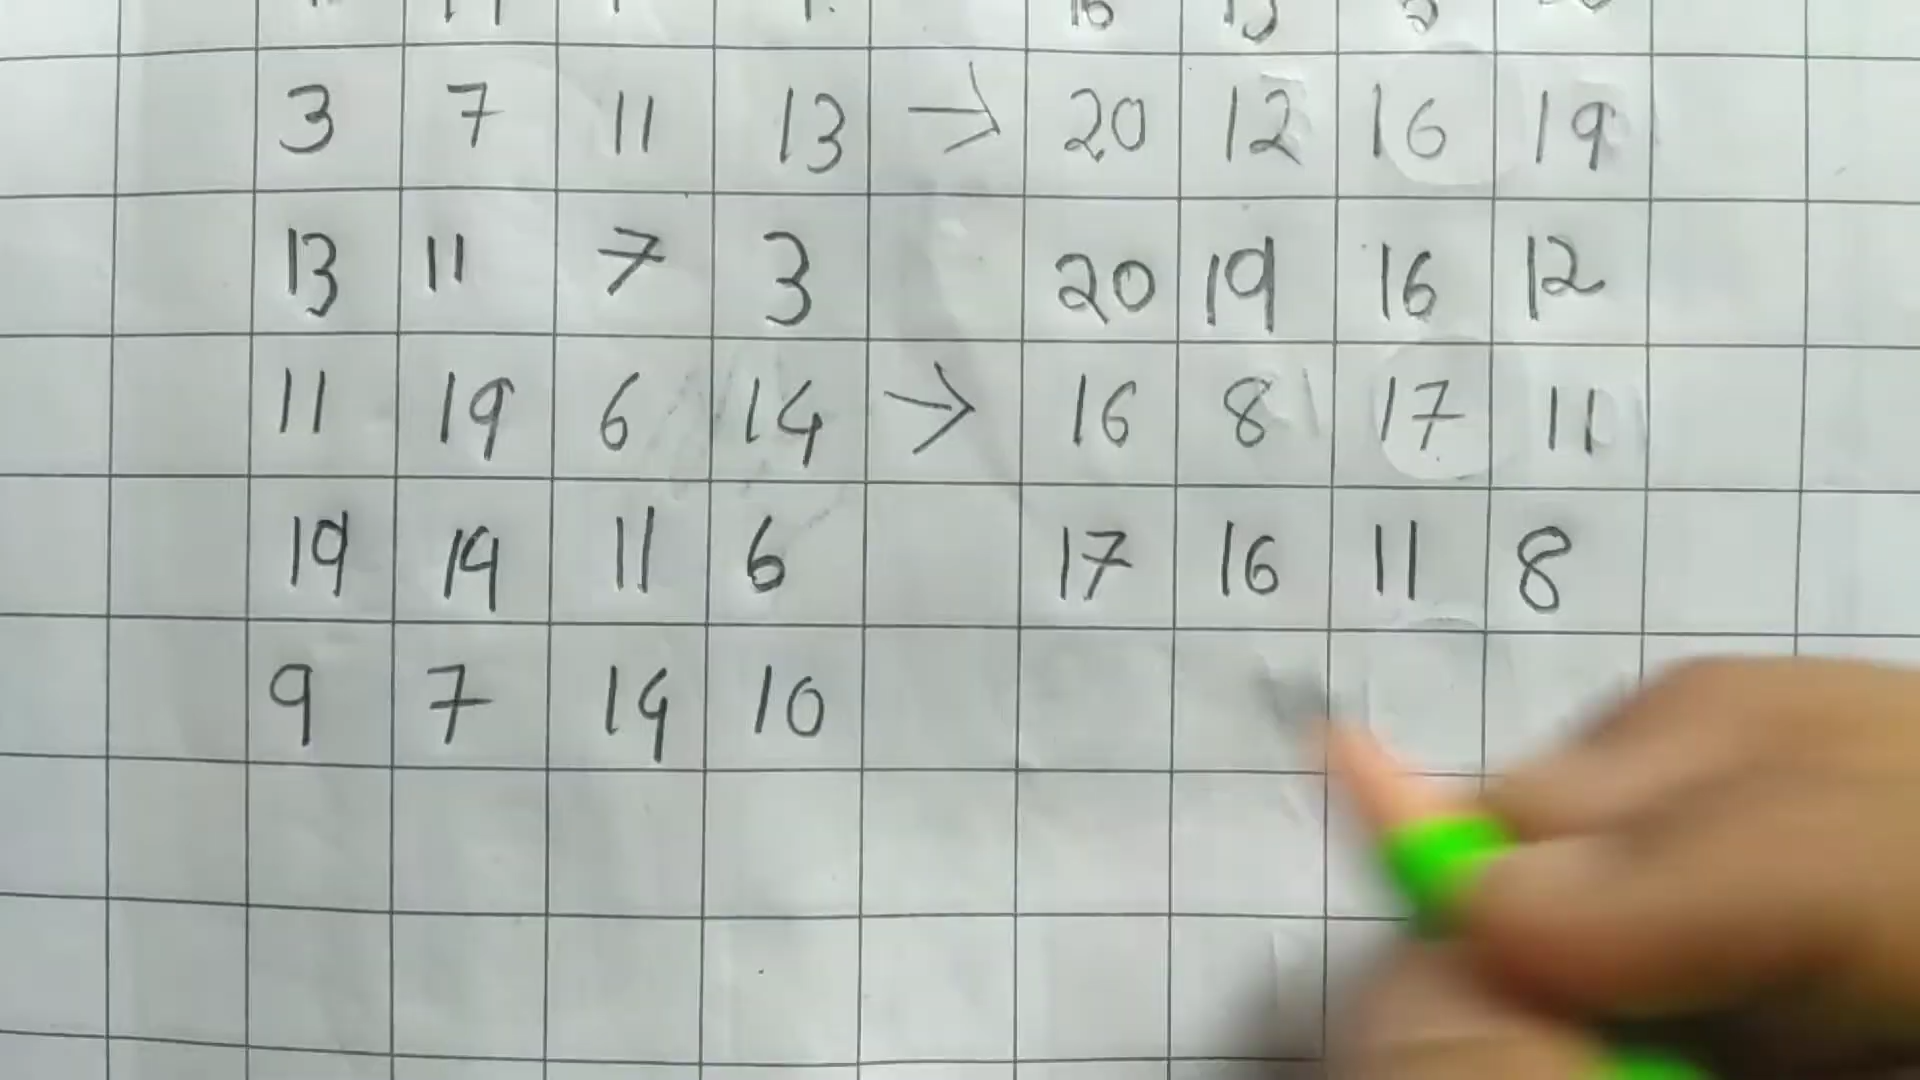 3 7 11 13 → 20 12 16 19
13 11 7 3 20 19 16 12
11 19 6 14 → 16 8 17 11
19 14 11 6 17 16 11 8
9 7 14 10